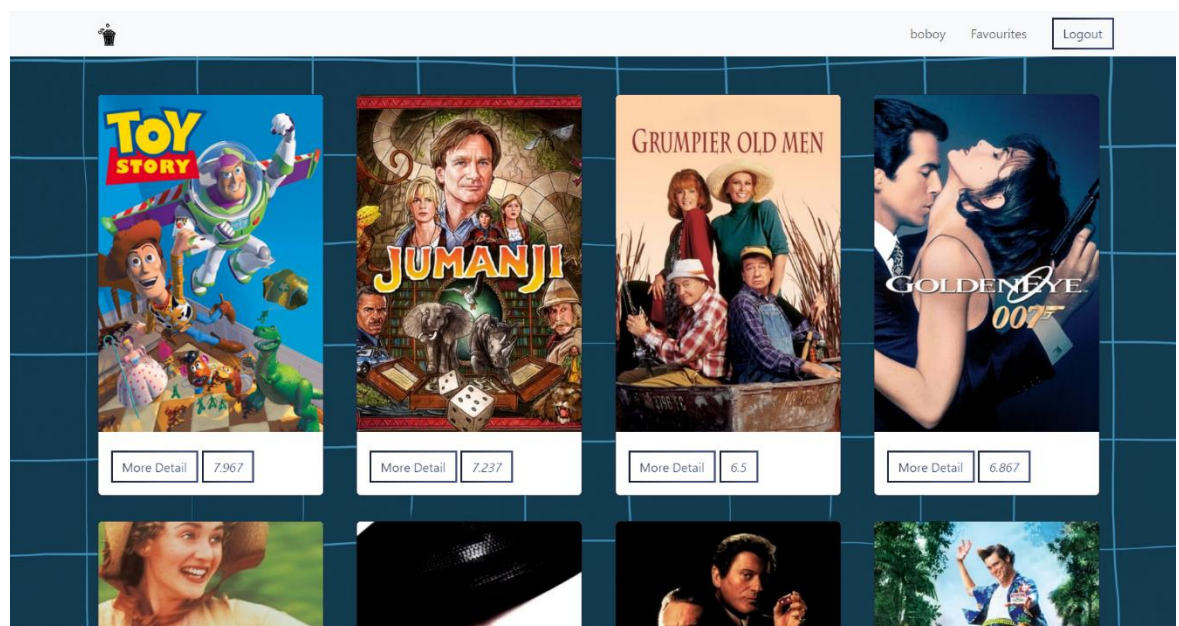 boboy Favourites Logout
TOY
STORY
JUMANJI
GRUMPIER OLD MEN
GOLDENEYE
007
More Detail 7.967
More Detail 7.237
More Detail 6.5
More Detail 6.867